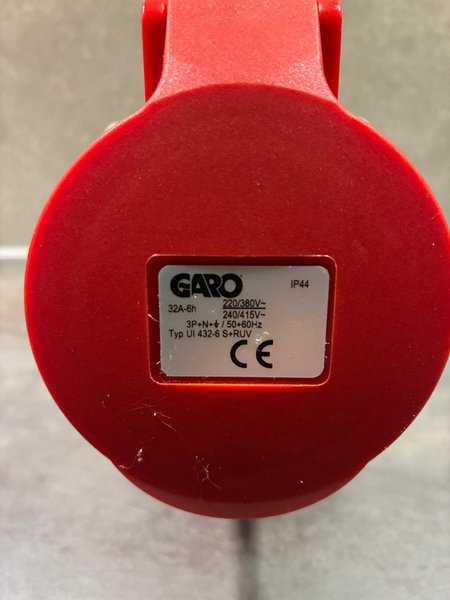 GARO IP44
32A-6h 220/380V~
240/415V~
3P+N+⏚ / 50+60Hz
Typ UI 432-6 S+RUV
CE